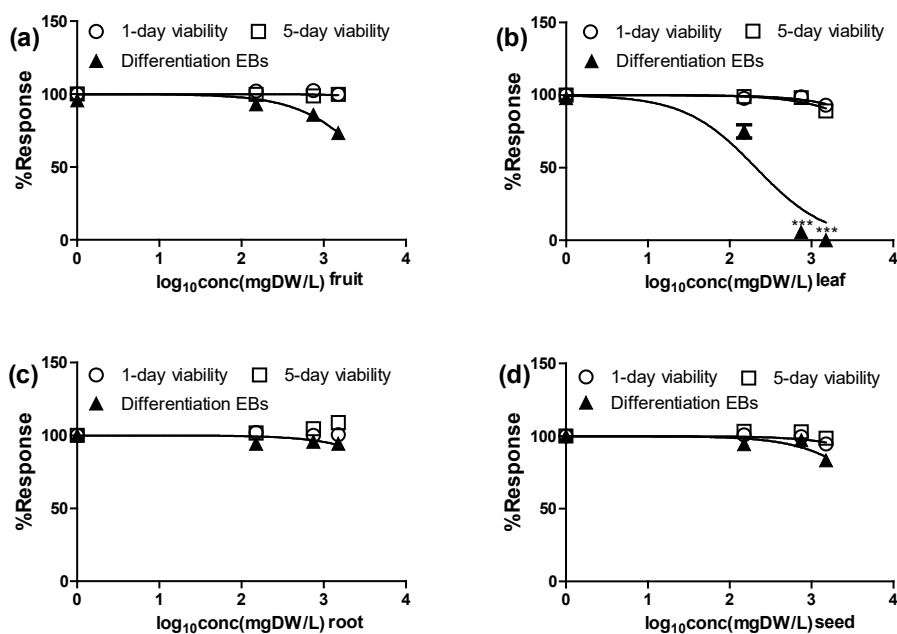 (a)
1-day viability 5-day viability
Differentiation EBs
%Response
150
100
50
0
0 1 2 3 4
log10conc(mgDW/L) fruit
(b)
1-day viability 5-day viability
Differentiation EBs
%Response
150
100
50
0
*** ***
0 1 2 3 4
log10conc(mgDW/L) leaf
(c)
1-day viability 5-day viability
Differentiation EBs
%Response
150
100
50
0
0 1 2 3 4
log10conc(mgDW/L) root
(d)
1-day viability 5-day viability
Differentiation EBs
%Response
150
100
50
0
0 1 2 3 4
log10conc(mgDW/L) seed